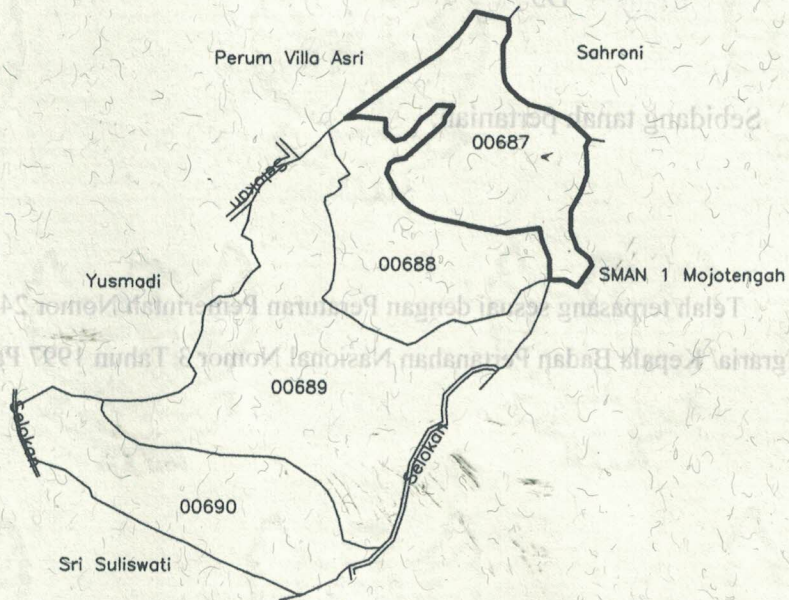 Perum Villa Asri
Sahroni
Sebidang tanah pertanian
00687
Selokan
00688
SMAN 1 Mojotengah
Yusmadi
Telah terpasang sesuai dengan Peraturan Pemerintah Nomor 24
graria/ Kepala Badan Pertanahan Nasional Nomor 3 Tahun 1997 P
00689
Selokan
Selokan
00690
Sri Suliswati